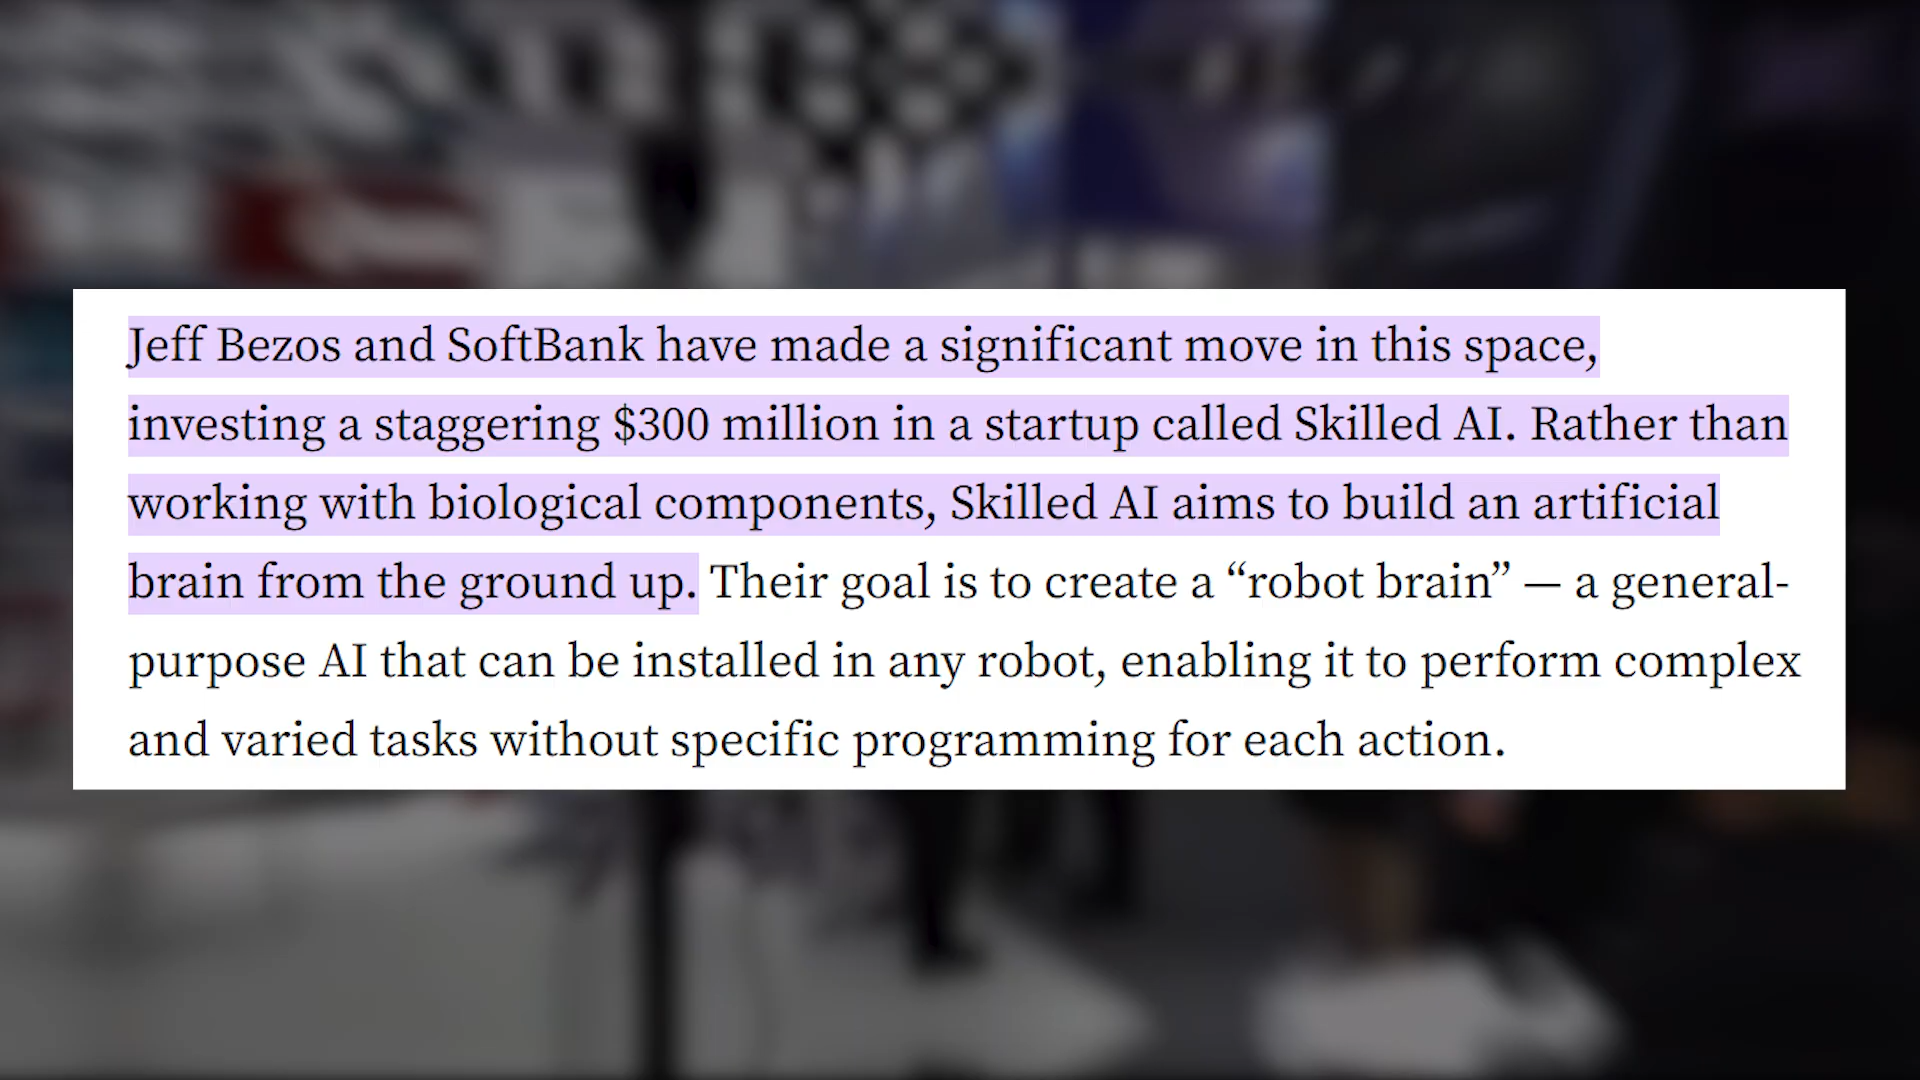 Jeff Bezos and SoftBank have made a significant move in this space,
investing a staggering $300 million in a startup called Skilled AI. Rather than
working with biological components, Skilled AI aims to build an artificial
brain from the ground up. Their goal is to create a “robot brain” — a general-
purpose AI that can be installed in any robot, enabling it to perform complex
and varied tasks without specific programming for each action.